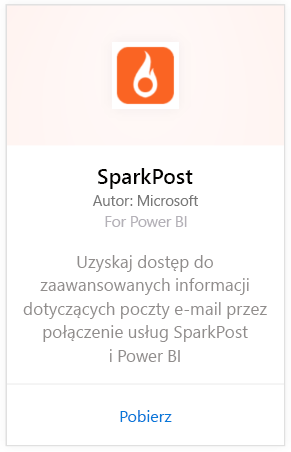 SparkPost
Autor: Microsoft
For Power BI
Uzyskaj dostęp do
zaawansowanych informacji
dotyczących poczty e-mail przez
połączenie usług SparkPost
i Power BI
Pobierz